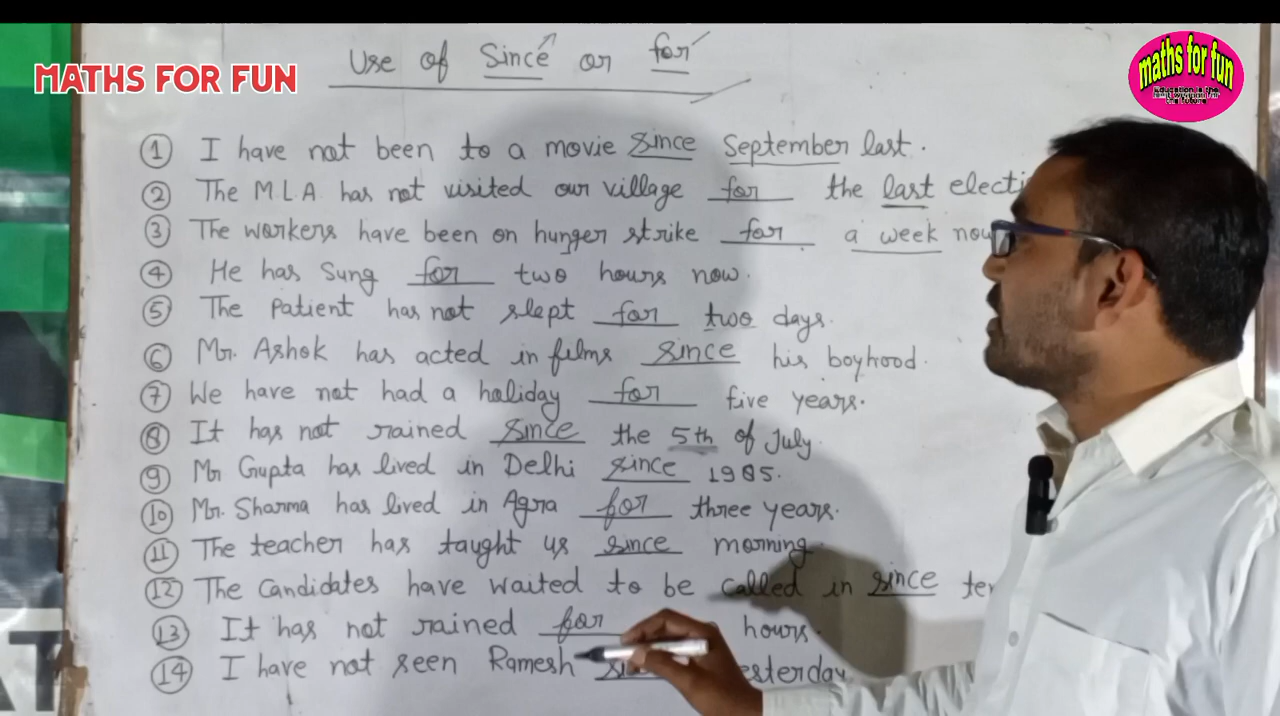 Use of Since or for
MATHS FOR FUN
maths for fun
Education is the
① I have not been to a movie since September last.
② The M.L.A has not visited our village for the last electi
③ The workers have been on hunger strike for a week now
④ He has sung for two hours now.
⑤ The patient has not slept for two days.
⑥ Mr. Ashok has acted in films since his boyhood.
⑦ We have not had a holiday for five years.
⑧ It has not rained since the 5th of July.
⑨ Mr Gupta has lived in Delhi since 1985.
⑩ Mr. Sharma has lived in Agra for three years.
⑪ The teacher has taught us since morning
⑫ The candidates have waited to be called in since ten
⑬ It has not rained for hours.
⑭ I have not seen Ramesh esterday